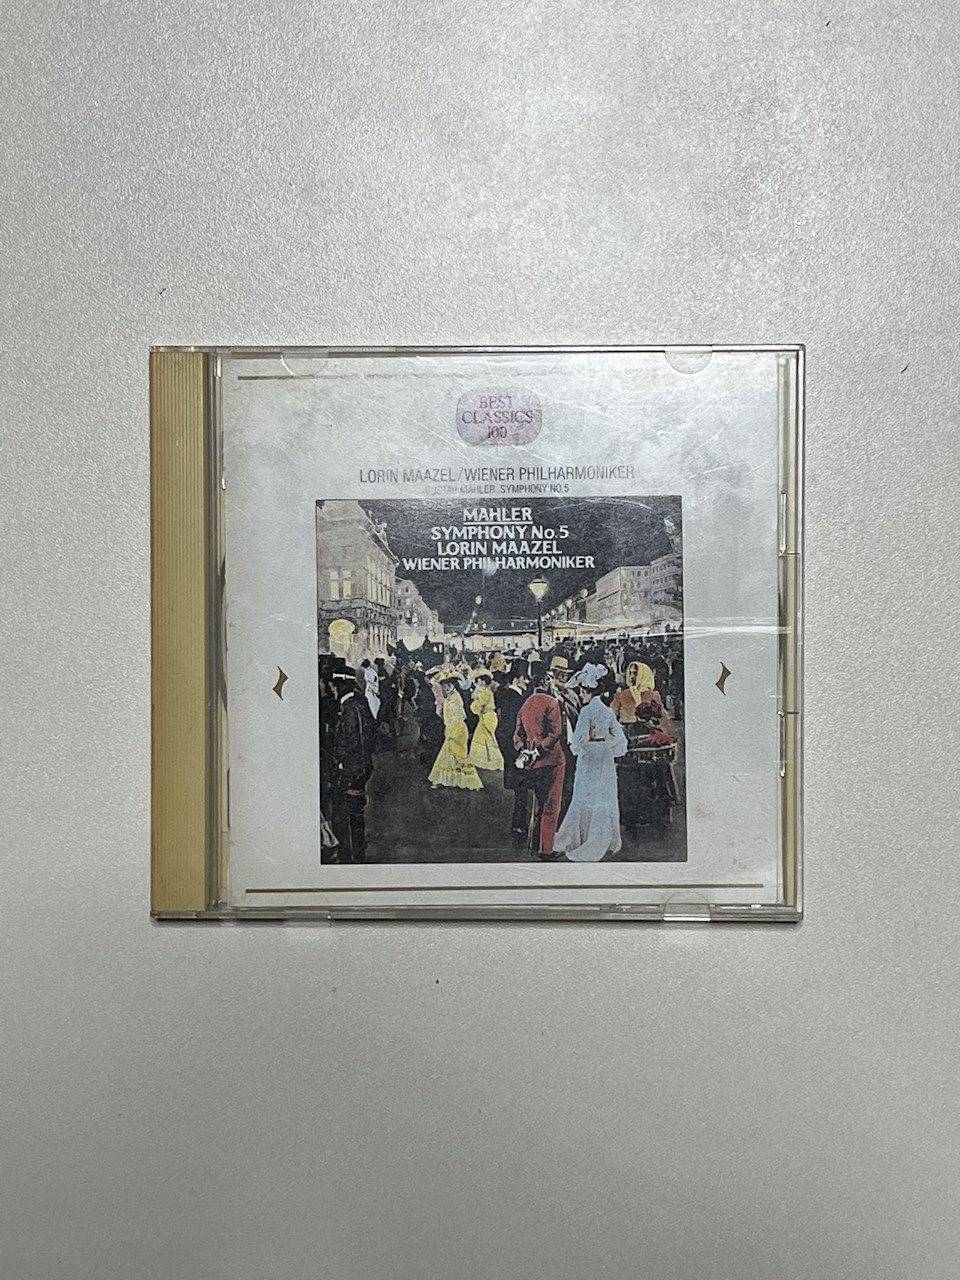 BEST
CLASSICS
100
LORIN MAAZEL/WIENER PHILHARMONIKER
GUSTAV MAHLER: SYMPHONY NO.5
MAHLER
SYMPHONY No.5
LORIN MAAZEL
WIENER PHILHARMONIKER